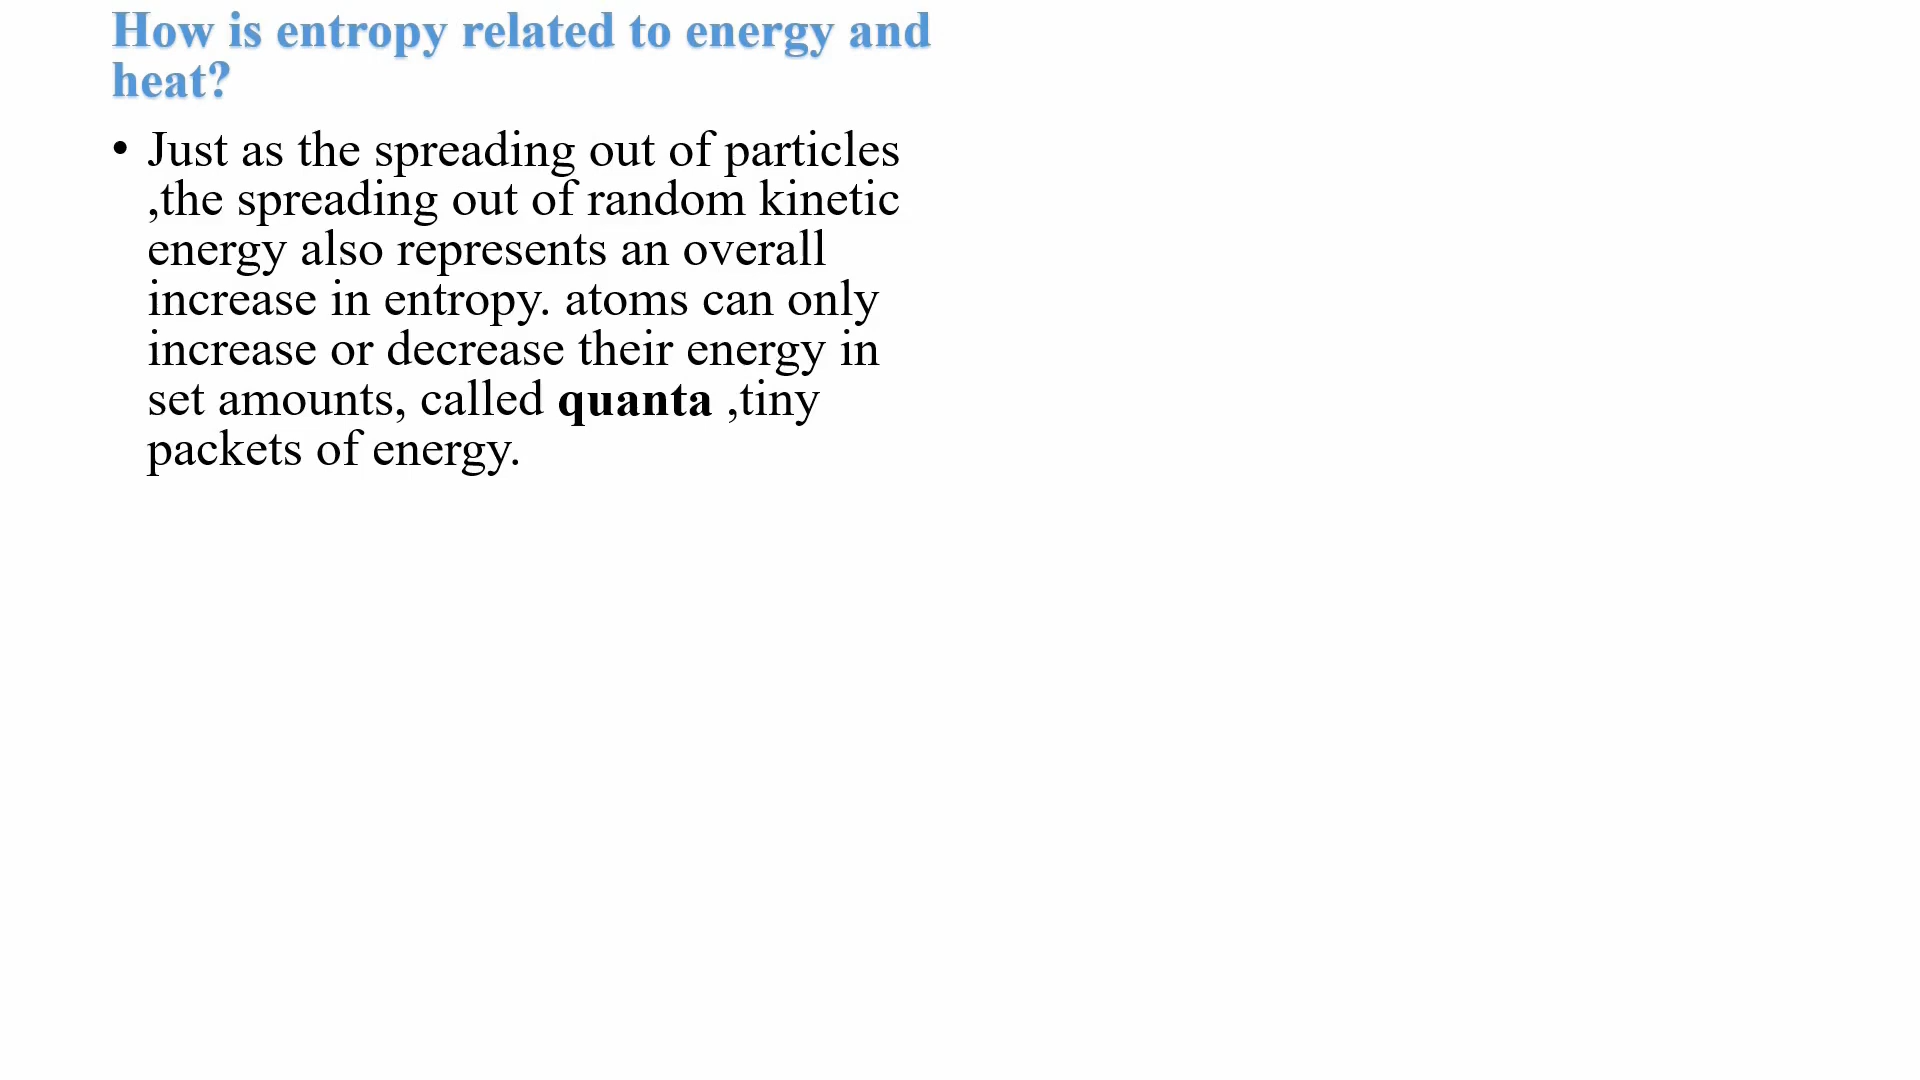 How is entropy related to energy and
heat?
• Just as the spreading out of particles
,the spreading out of random kinetic
energy also represents an overall
increase in entropy. atoms can only
increase or decrease their energy in
set amounts, called quanta ,tiny
packets of energy.